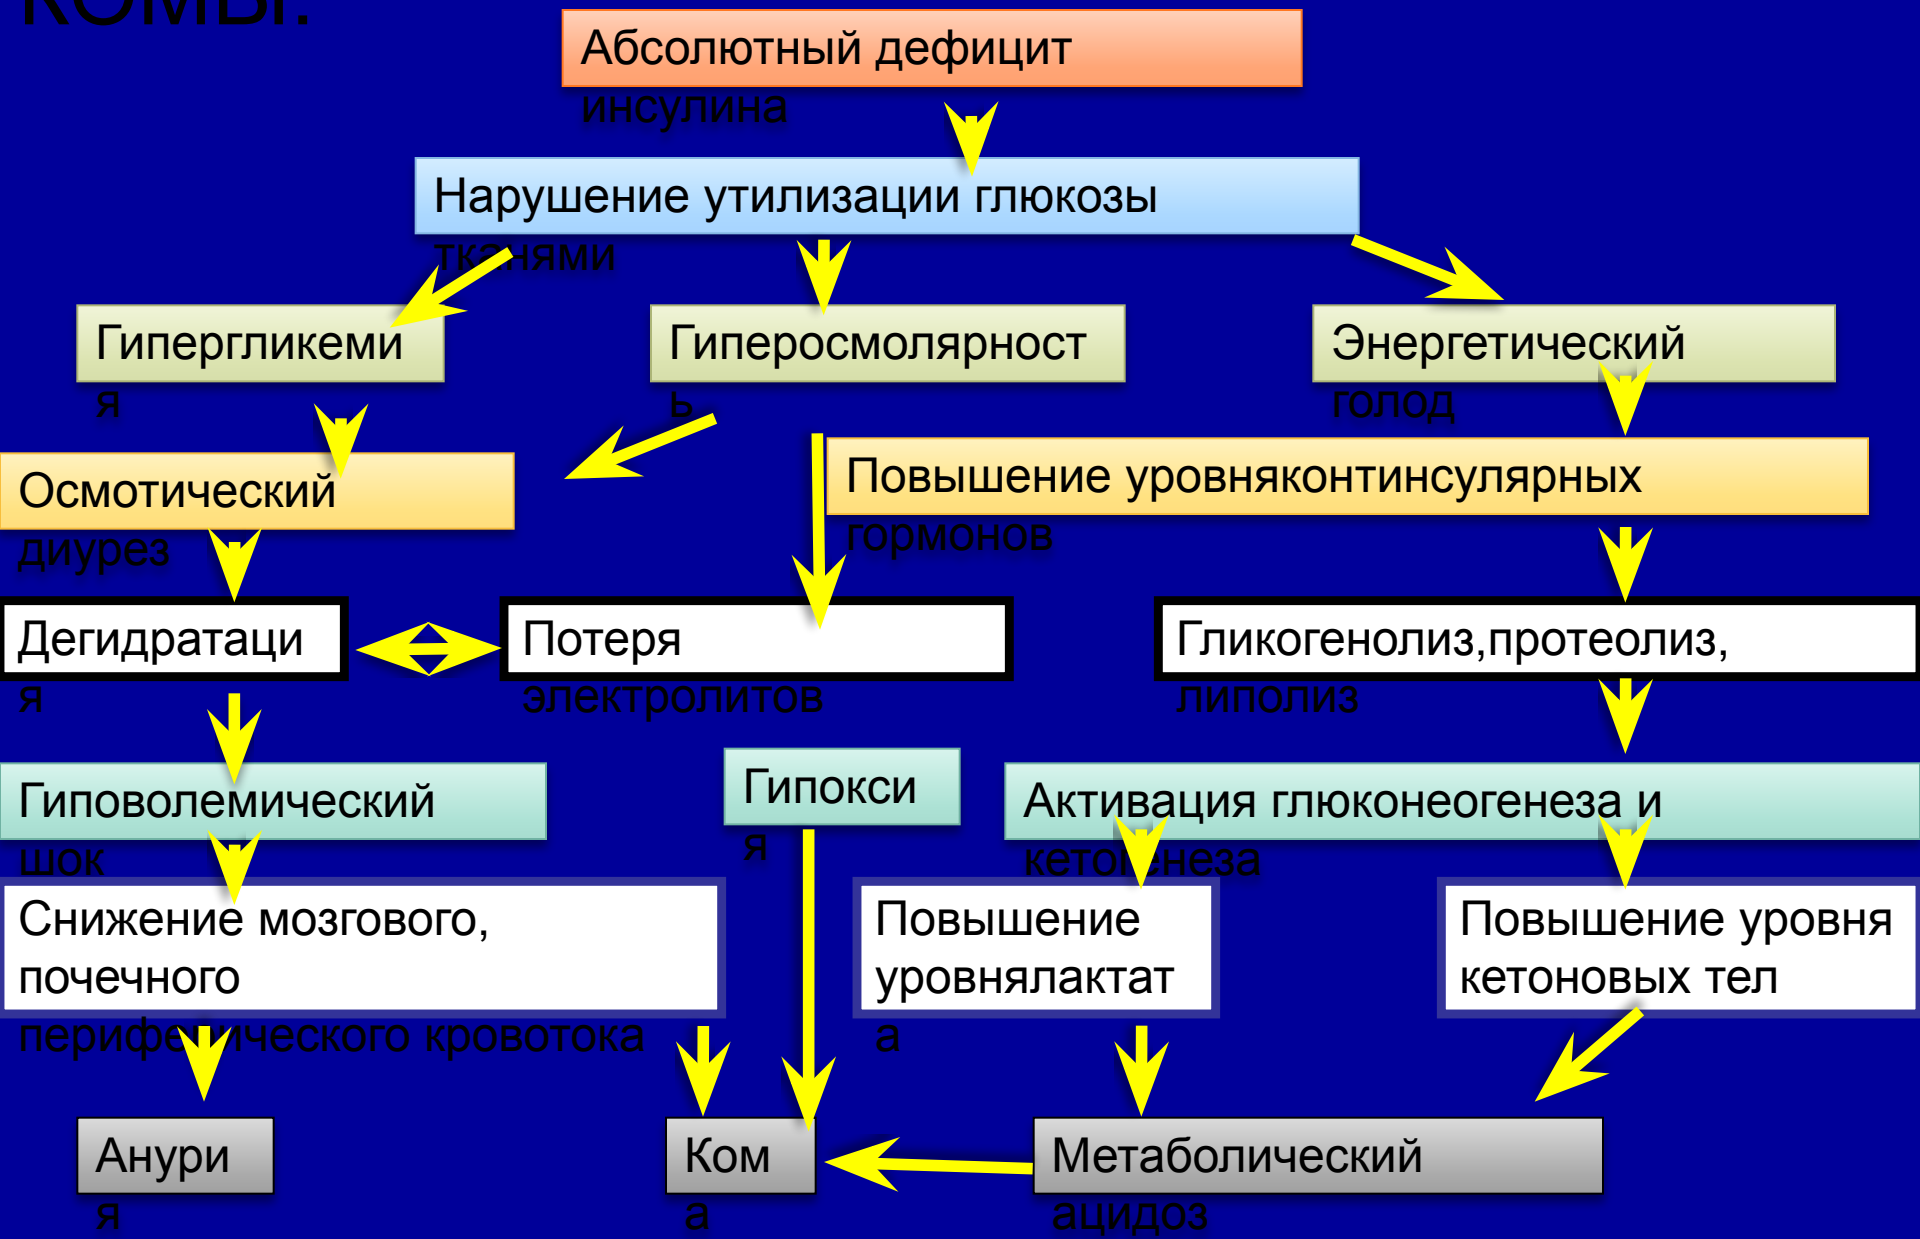 КОМЫ.
Абсолютный дефицит
инсулина
Нарушение утилизации глюкозы
тканями
Гипергликеми
я
Гиперосмолярност
ь
Энергетический
голод
Осмотический
диурез
Повышение уровняконтинсулярных
гормонов
Дегидратаци
я
Потеря
электролитов
Гликогенолиз,протеолиз,
липолиз
Гиповолемический
шок
Гипокси
я
Активация глюконеогенеза и
кетогенеза
Снижение мозгового,
почечного
периферического кровотока
Повышение
уровнялактат
а
Повышение уровня
кетоновых тел
Анури
я
Ком
а
Метаболический
ацидоз